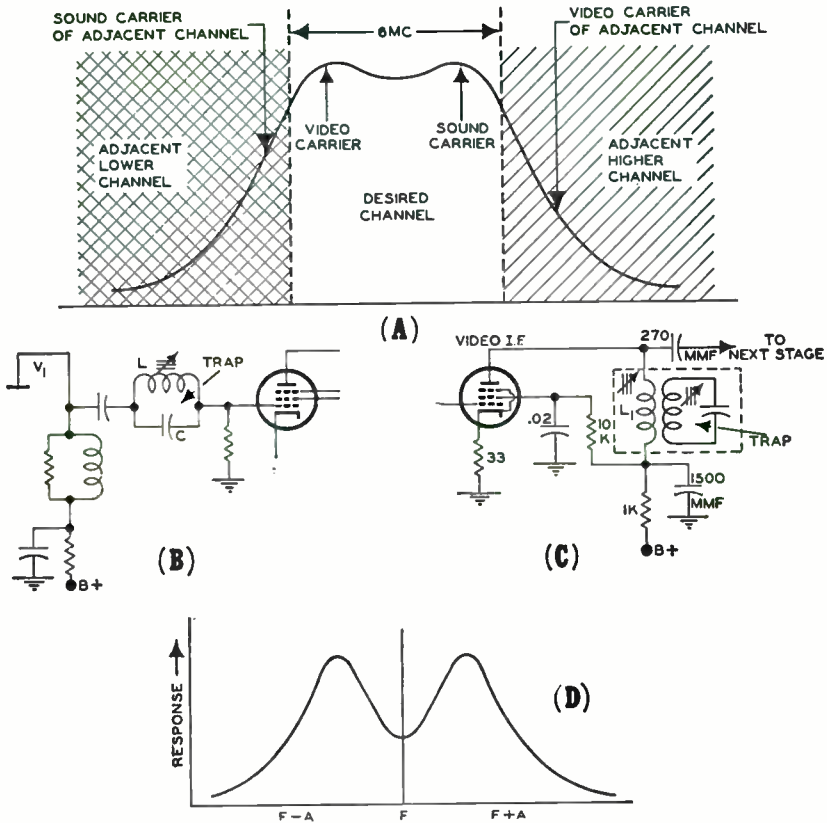 SOUND CARRIER
OF ADJACENT CHANNEL
6MC
VIDEO CARRIER
OF ADJACENT CHANNEL
ADJACENT
LOWER
CHANNEL
VIDEO
CARRIER
SOUND
CARRIER
DESIRED
CHANNEL
ADJACENT
HIGHER
CHANNEL
(A)
V1
L
TRAP
C
B+
(B)
VIDEO I.F
270
MMF
TO
NEXT STAGE
L1
TRAP
.02
10
K
33
1500
MMF
1K
B+
(C)
RESPONSE
(D)
F-A
F
F+A